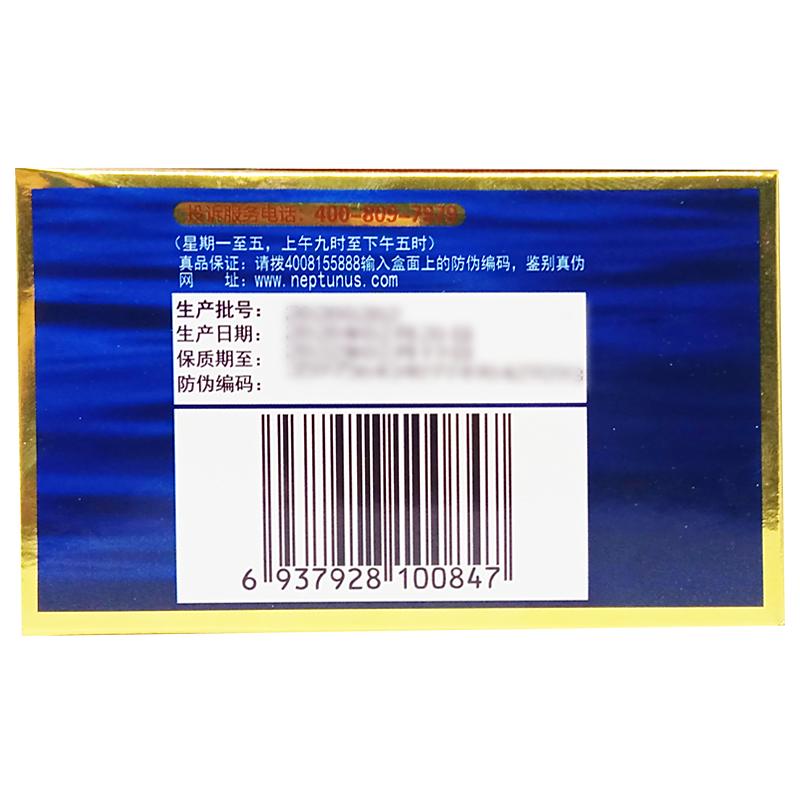 投诉服务电话：400-809-7979
（星期一至五，上午九时至下午五时）
真品保证：请拨4008155888输入盒面上的防伪编码，鉴别真伪
网　　址：www.neptunus.com
生产批号：
生产日期：
保质期至：
防伪编码：
6 937928 100847